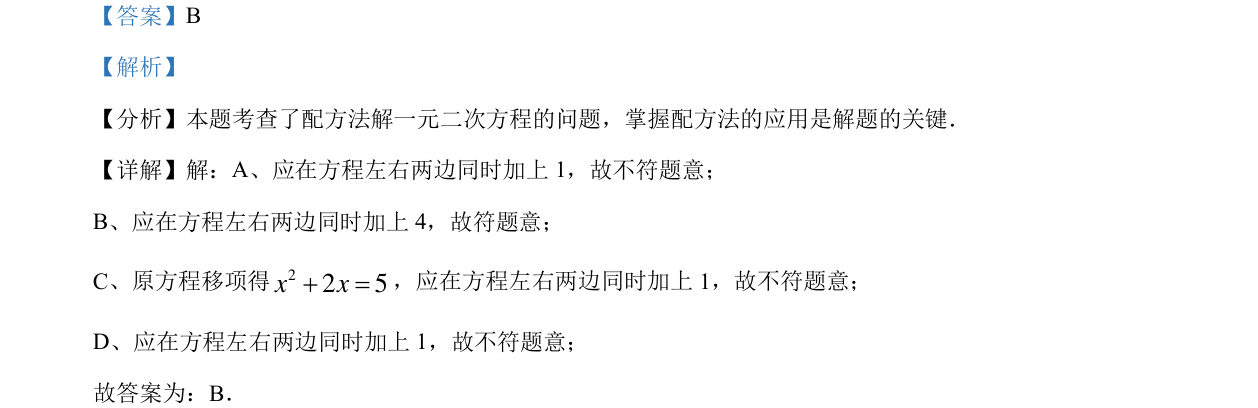 【答案】B
【解析】
【分析】本题考查了配方法解一元二次方程的问题，掌握配方法的应用是解题的关键．
【详解】解：A、应在方程左右两边同时加上 1，故不符题意；
B、应在方程左右两边同时加上 4，故符题意；
C、原方程移项得 x² + 2x = 5，应在方程左右两边同时加上 1，故不符题意；
D、应在方程左右两边同时加上 1，故不符题意；
故答案为：B．